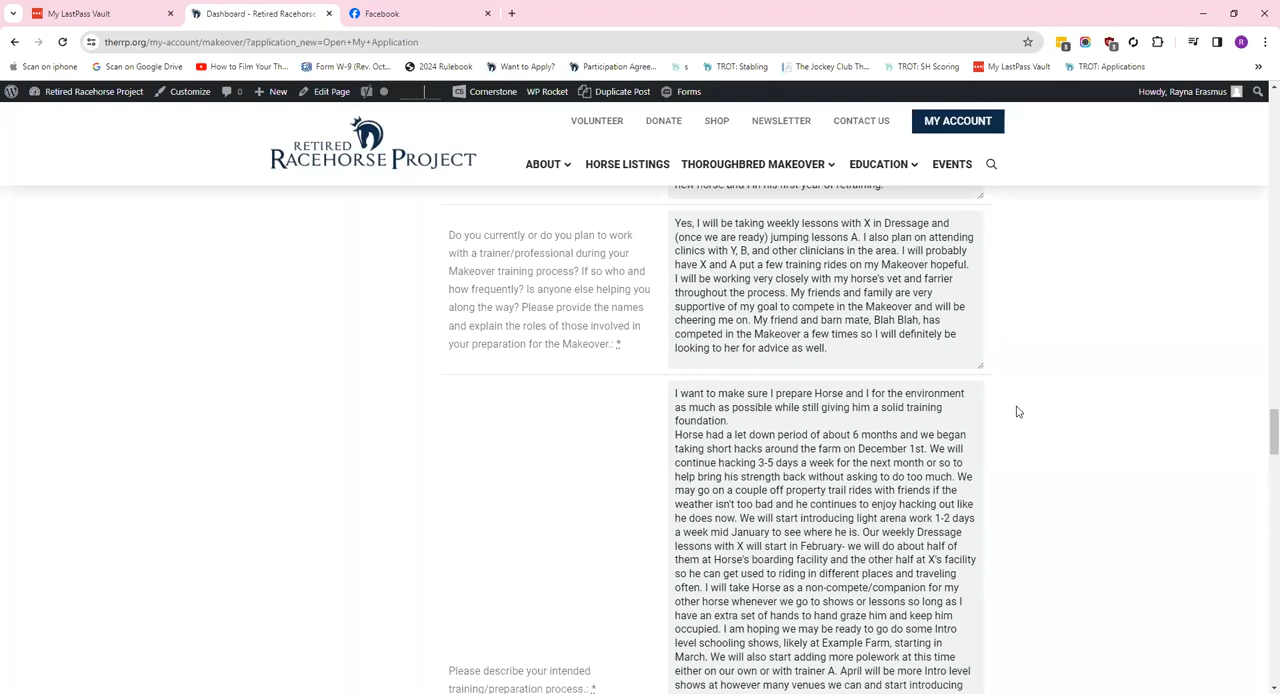 My LastPass Vault
Dashboard - Retired Racehorse
Facebook
therrp.org/my-account/makeover/?application_new=Open+My+Application
Scan on iphone
Scan on Google Drive
How to Film Your Th...
Form W-9 (Rev. Oct...
2024 Rulebook
Want to Apply?
Participation Agree...
s
TROT: Stabling
The Jockey Club Th...
TROT: SH Scoring
My LastPass Vault
TROT: Applications
Retired Racehorse Project
Customize
0
New
Edit Page
Cornerstone
WP Rocket
Duplicate Post
Forms
Howdy, Rayna Erasmus
VOLUNTEER
DONATE
SHOP
NEWSLETTER
CONTACT US
MY ACCOUNT
RETIRED
RACEHORSE PROJECT
ABOUT
HORSE LISTINGS
THOROUGHBRED MAKEOVER
EDUCATION
EVENTS
new horse and I in his first year of retraining.
Do you currently or do you plan to work
with a trainer/professional during your
Makeover training process? If so who and
how frequently? Is anyone else helping you
along the way? Please provide the names
and explain the roles of those involved in
your preparation for the Makeover.: *
Yes, I will be taking weekly lessons with X in Dressage and
(once we are ready) jumping lessons A. I also plan on attending
clinics with Y, B, and other clinicians in the area. I will probably
have X and A put a few training rides on my Makeover hopeful.
I will be working very closely with my horse's vet and farrier
throughout the process. My friends and family are very
supportive of my goal to compete in the Makeover and will be
cheering me on. My friend and barn mate, Blah Blah, has
competed in the Makeover a few times so I will definitely be
looking to her for advice as well.
Please describe your intended
training/preparation process.: *
I want to make sure I prepare Horse and I for the environment
as much as possible while still giving him a solid training
foundation.
Horse had a let down period of about 6 months and we began
taking short hacks around the farm on December 1st. We will
continue hacking 3-5 days a week for the next month or so to
help bring his strength back without asking to do too much. We
may go on a couple off property trail rides with friends if the
weather isn't too bad and he continues to enjoy hacking out like
he does now. We will start introducing light arena work 1-2 days
a week mid January to see where he is. Our weekly Dressage
lessons with X will start in February- we will do about half of
them at Horse's boarding facility and the other half at X's facility
so he can get used to riding in different places and traveling
often. I will take Horse as a non-compete/companion for my
other horse whenever we go to shows or lessons so long as I
have an extra set of hands to hand graze him and keep him
occupied. I am hoping we may be ready to go do some Intro
level schooling shows, likely at Example Farm, starting in
March. We will also start adding more polework at this time
either on our own or with trainer A. April will be more Intro level
shows at however many venues we can and start introducing